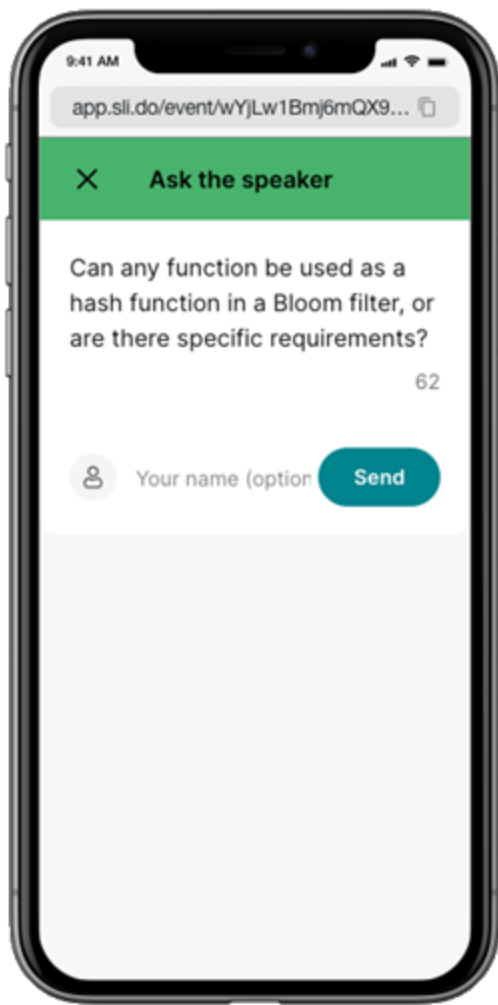 9:41 AM
app.sli.do/event/wYjLw1Bmj6mQX9...
Ask the speaker
Can any function be used as a
hash function in a Bloom filter, or
are there specific requirements?
62
Your name (option
Send